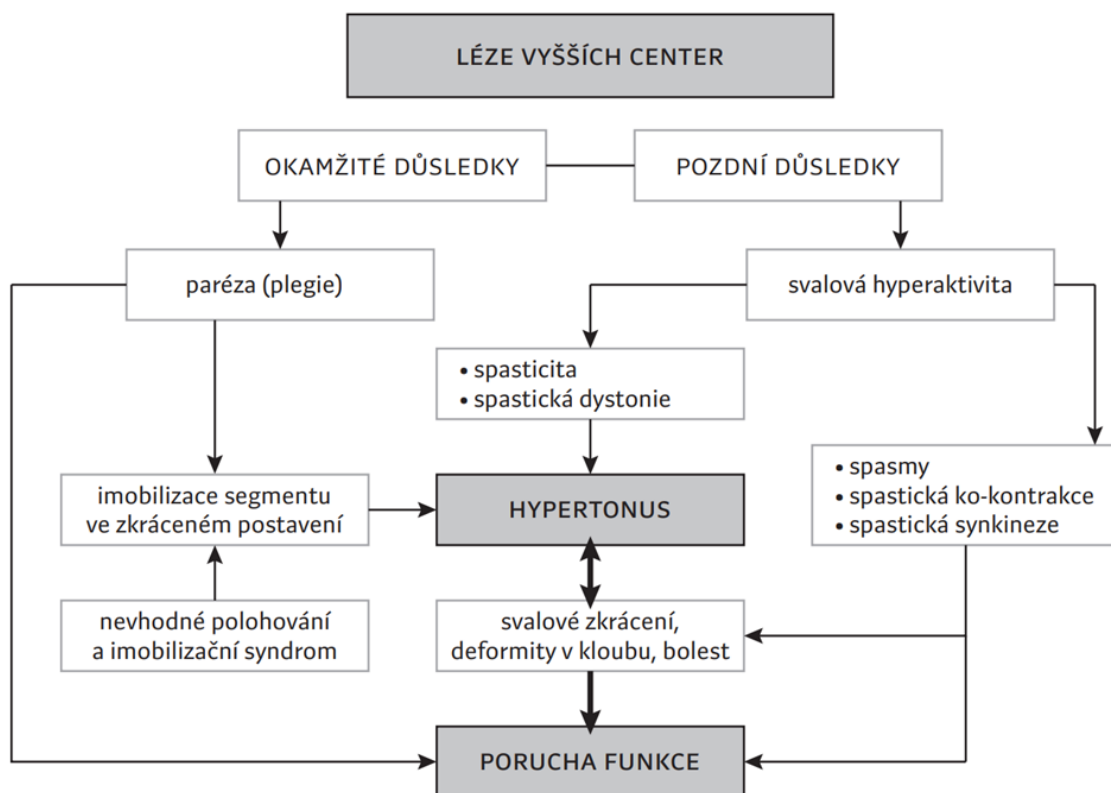 LÉZE VYŠŠÍCH CENTER
OKAMŽITÉ DŮSLEDKY
POZDNÍ DŮSLEDKY
paréza (plegie)
svalová hyperaktivita
• spasticita
• spastická dystonie
• spasmy
• spastická ko-kontrakce
• spastická synkineze
imobilizace segmentu
ve zkráceném postavení
HYPERTONUS
nevhodné polohování
a imobilizační syndrom
svalové zkrácení,
deformity v kloubu, bolest
PORUCHA FUNKCE